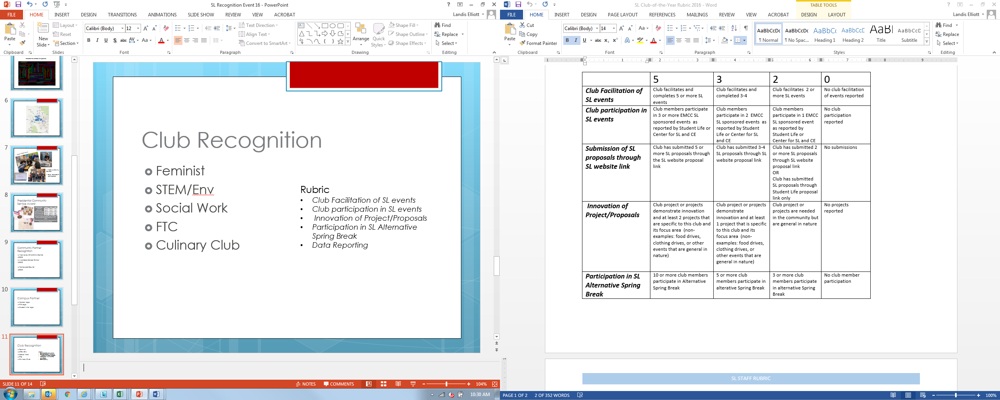 SL Recognition Event 16 - PowerPoint
FILE HOME INSERT DESIGN TRANSITIONS ANIMATIONS SLIDE SHOW REVIEW VIEW ACROBAT
Landis Elliott
Paste
New Slide
Layout
Reset
Section
Calibri (Body) 12
Text Direction
Align Text
Convert to SmartArt
Arrange
Quick Styles
Shape Fill
Shape Outline
Shape Effects
Find
Replace
Select
Clipboard Slides Font Paragraph Drawing Editing
6
7
8
Presidential Community
Service Award
9
Community Partner
Recognition
10
Campus Partner
11
Club Recognition
Feminist
STEM/Env
Social Work
FTC
Culinary Club
Club Recognition
Feminist
STEM/Env
Social Work
FTC
Culinary Club
Rubric
• Club Facilitation of SL events
• Club participation in SL events
• Innovation of Project/Proposals
• Participation in SL Alternative
Spring Break
• Data Reporting
SLIDE 11 OF 14
NOTES COMMENTS 104%
10:30 AM
SL Club-of-the-Year Rubric 2016 - Word
TABLE TOOLS
FILE HOME INSERT DESIGN PAGE LAYOUT REFERENCES MAILINGS REVIEW VIEW ACROBAT DESIGN LAYOUT
Landis Elliott
Paste
Cut
Copy
Format Painter
Calibri (Body) 14
AaBbCcDc AaBbCcDc AaBbCc AaBbCcD AaBl AaBbCcD
¶ Normal ¶ No Spac... Heading 1 Heading 2 Title Subtitle
Find
Replace
Select
Clipboard Font Paragraph Styles Editing
5 3 2 0
Club Facilitation of
SL events
Club facilitates and
completes 5 or more SL
events
Club facilitates and
completed 3-4
Club facilitates 2 or
more SL events
No club facilitation
of events reported
Club participation in
SL events
Club members participate
in 3 or more EMCC SL
sponsored events as
reported by Student Life or
Center for SL and CE
Club members
participate in 2 EMCC
SL sponsored events as
reported by Student
Life or Center for SL
and CE
Club members
participate in 1 EMCC
SL sponsored event
as reported by
Student Life or
Center for SL and CE
No club
participation
reported
Submission of SL
proposals through
SL website link
Club has submitted 5 or
more SL proposals through
the SL website proposal
link
Club has submitted 3-4
SL proposals through SL
website proposal link
Club has submitted 2
or more SL proposals
through SL website
proposal link
OR
Club has submitted
SL proposals through
Student Life proposal
link only
No submissions
Innovation of
Project/Proposals
Club project or projects
demonstrate innovation
and at least 2 projects that
are specific to this club and
its focus area (non-
examples: food drives,
clothing drives, or other
events that are general in
nature)
Club project or projects
demonstrate
innovation and at least
1 project that is specific
to this club and its
focus area (non-
examples: food drives,
clothing drives, or
other events that are
general in nature)
Club project or
projects are needed
in the community but
are general in nature
No projects
reported
Participation in SL
Alternative Spring
Break
10 or more club members
participate in Alternative
Spring Break
5 or more club
members participate in
alterative Spring Break
3 or more club
members participate
in alternative Spring
Break
No club member
participation
SL STAFF RUBRIC
PAGE 1 OF 2 2 OF 352 WORDS
100%